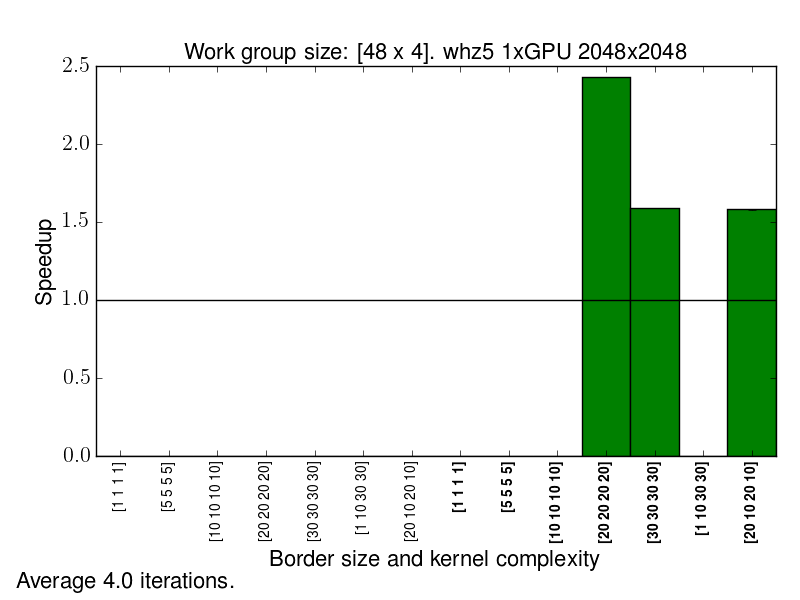 Work group size: [48 x 4]. whz5 1xGPU 2048x2048
2.5
2.0
1.5
1.0
0.5
0.0
Speedup
[1 1 1 1]
[5 5 5 5]
[10 10 10 10]
[20 20 20 20]
[30 30 30 30]
[1 10 30 30]
[20 10 20 10]
[1 1 1 1]
[5 5 5 5]
[10 10 10 10]
[20 20 20 20]
[30 30 30 30]
[1 10 30 30]
[20 10 20 10]
Border size and kernel complexity
Average 4.0 iterations.